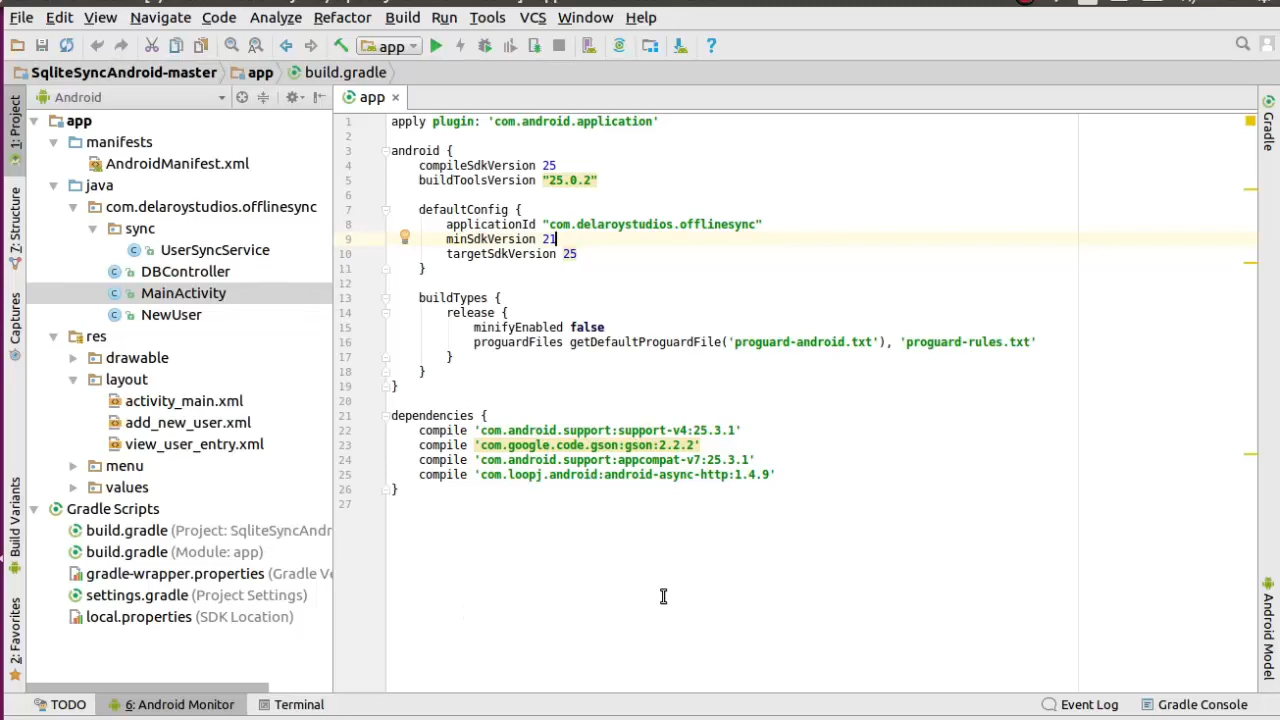 File Edit View Navigate Code Analyze Refactor Build Run Tools VCS Window Help
app
SqliteSyncAndroid-master app build.gradle
1: Project
7: Structure
Captures
Build Variants
2: Favorites
Android
app
manifests
AndroidManifest.xml
java
com.delaroystudios.offlinesync
sync
UserSyncService
DBController
MainActivity
NewUser
res
drawable
layout
activity_main.xml
add_new_user.xml
view_user_entry.xml
menu
values
Gradle Scripts
build.gradle (Project: SqliteSyncAndr
build.gradle (Module: app)
gradle-wrapper.properties (Gradle Ve
settings.gradle (Project Settings)
local.properties (SDK Location)
app
1 apply plugin: 'com.android.application'
2
3 android {
4 compileSdkVersion 25
5 buildToolsVersion "25.0.2"
6
7 defaultConfig {
8 applicationId "com.delaroystudios.offlinesync"
9 minSdkVersion 21
10 targetSdkVersion 25
11 }
12
13 buildTypes {
14 release {
15 minifyEnabled false
16 proguardFiles getDefaultProguardFile('proguard-android.txt'), 'proguard-rules.txt'
17 }
18 }
19 }
20
21 dependencies {
22 compile 'com.android.support:support-v4:25.3.1'
23 compile 'com.google.code.gson:gson:2.2.2'
24 compile 'com.android.support:appcompat-v7:25.3.1'
25 compile 'com.loopj.android:android-async-http:1.4.9'
26 }
27
Gradle
Android Model
TODO 6: Android Monitor Terminal Event Log Gradle Console